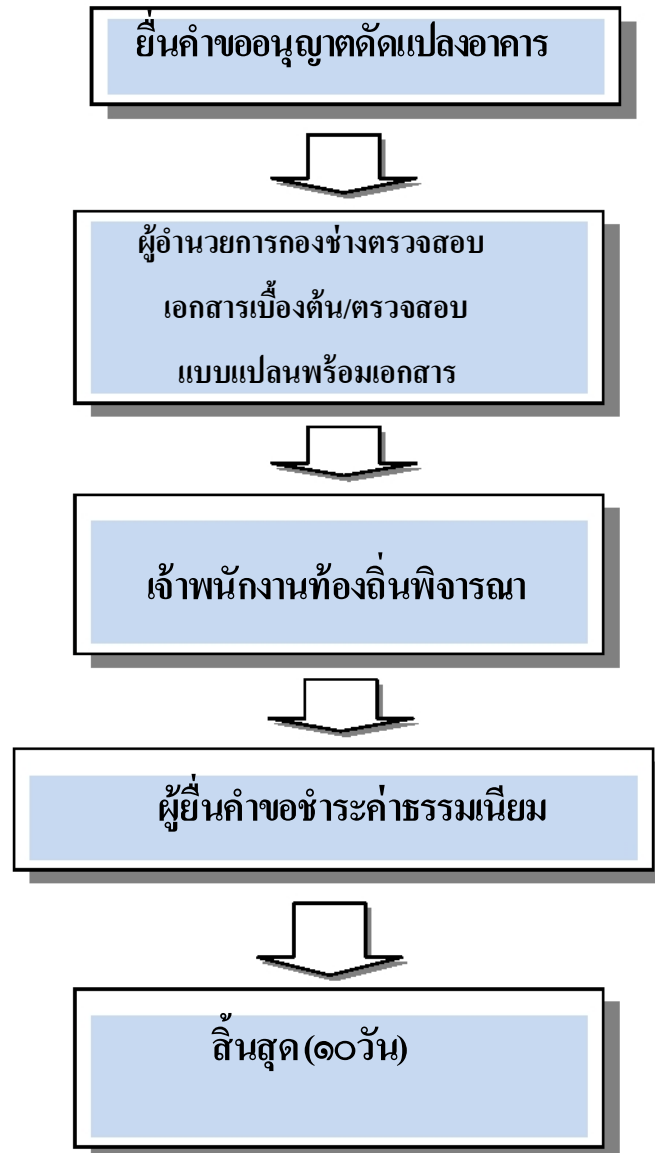 ยื่นคำขออนุญาตดัดแปลงอาคาร
ผู้อำนวยการกองช่างตรวจสอบ
เอกสารเบื้องต้น/ตรวจสอบ
แบบแปลนพร้อมเอกสาร
เจ้าพนักงานท้องถิ่นพิจารณา
ผู้ยื่นคำขอชำระค่าธรรมเนียม
สิ้นสุด (๑๐วัน)